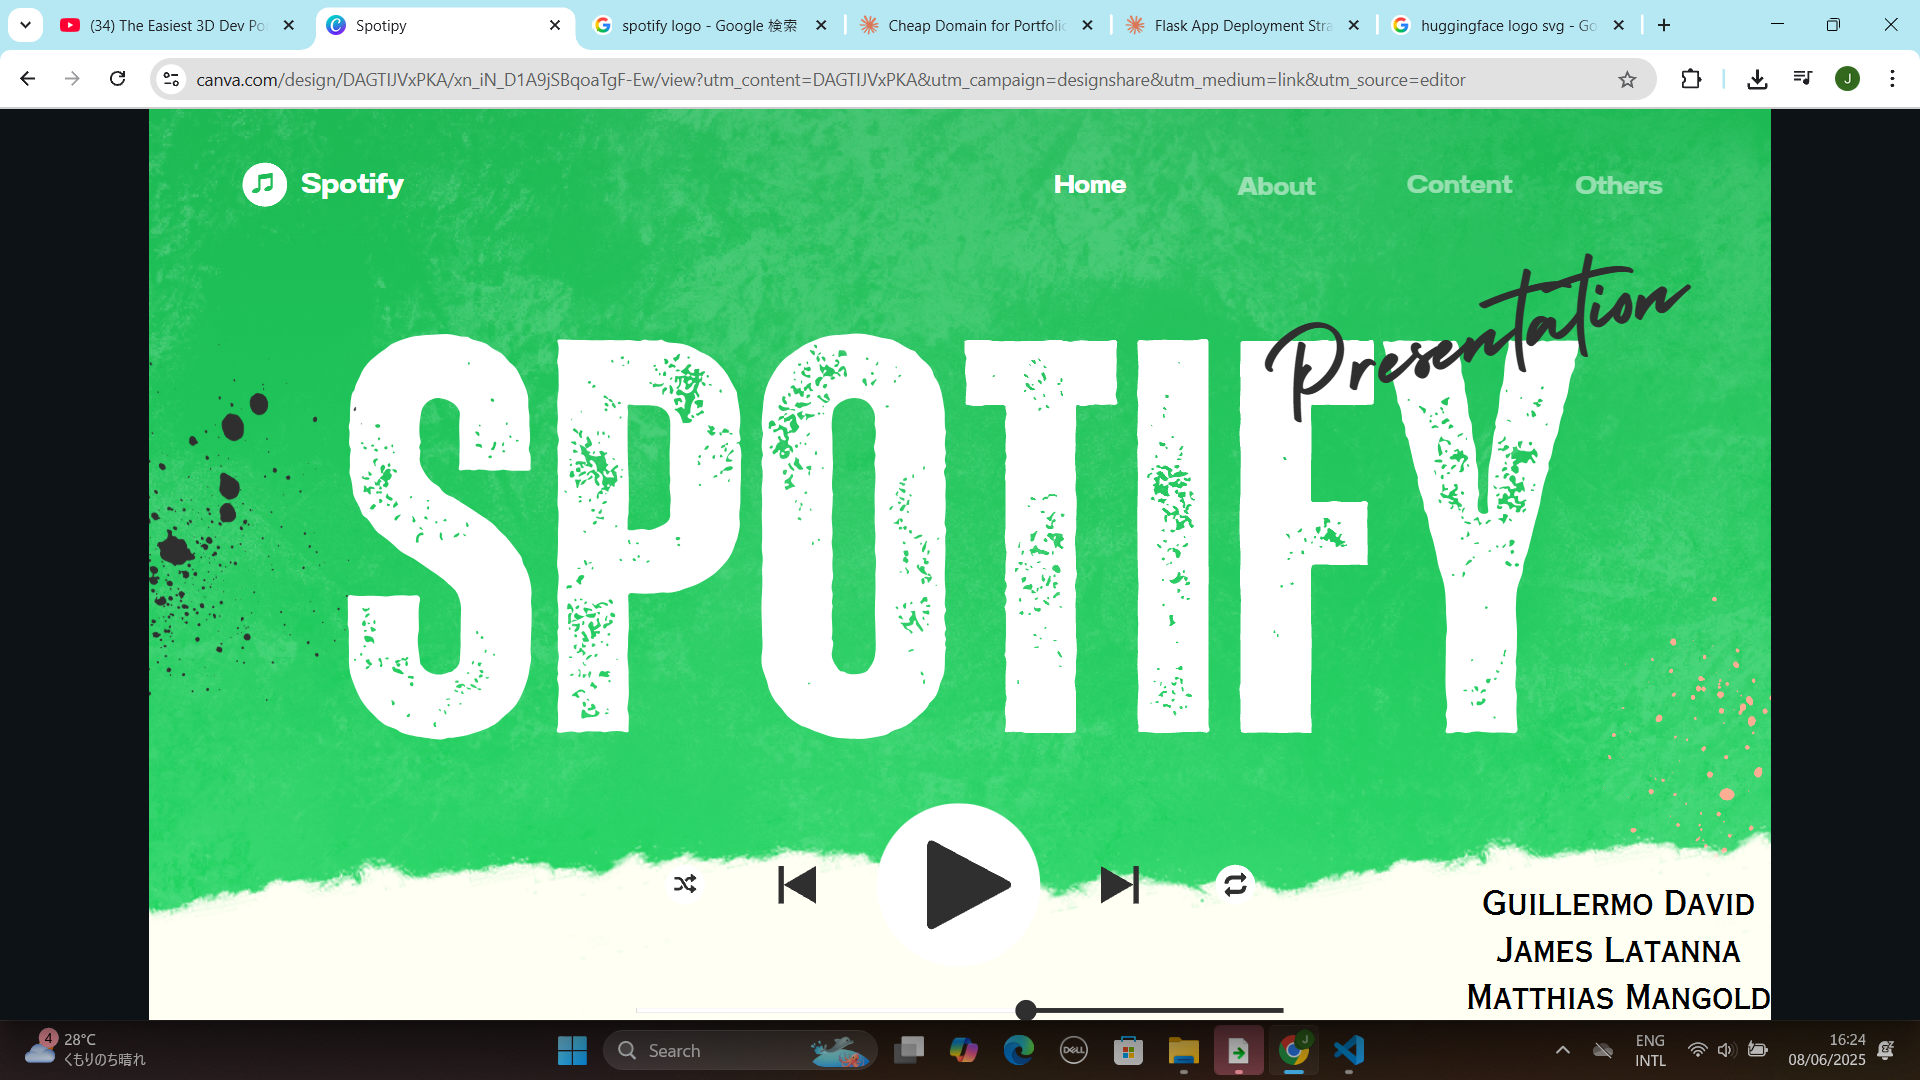 (34) The Easiest 3D Dev Po
Spotipy
spotify logo - Google 検索
Cheap Domain for Portfolio
Flask App Deployment Stra
huggingface logo svg - Go
canva.com/design/DAGTIJVxPKA/xn_iN_D1A9jSBqoaTgF-Ew/view?utm_content=DAGTIJVxPKA&utm_campaign=designshare&utm_medium=link&utm_source=editor
J
Spotify
Home
About
Content
Others
Presentation
SPOTIFY
Guillermo David
James Latanna
Matthias Mangold
4
28°C
くもりのち晴れ
Search
DELL
J
ENG
INTL
16:24
08/06/2025